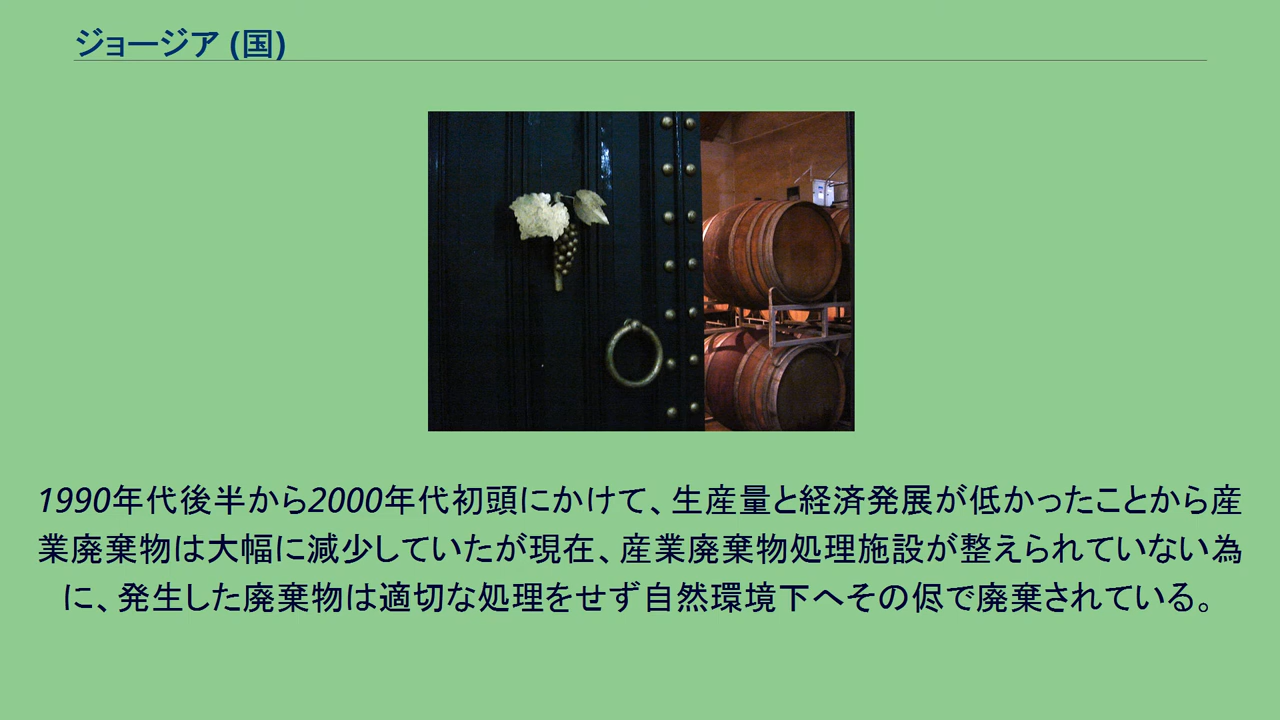 ジョージア (国)
1990年代後半から2000年代初頭にかけて、生産量と経済発展が低かったことから産
業廃棄物は大幅に減少していたが現在、産業廃棄物処理施設が整えられていない為
に、発生した廃棄物は適切な処理をせず自然環境下へその侭で廃棄されている。